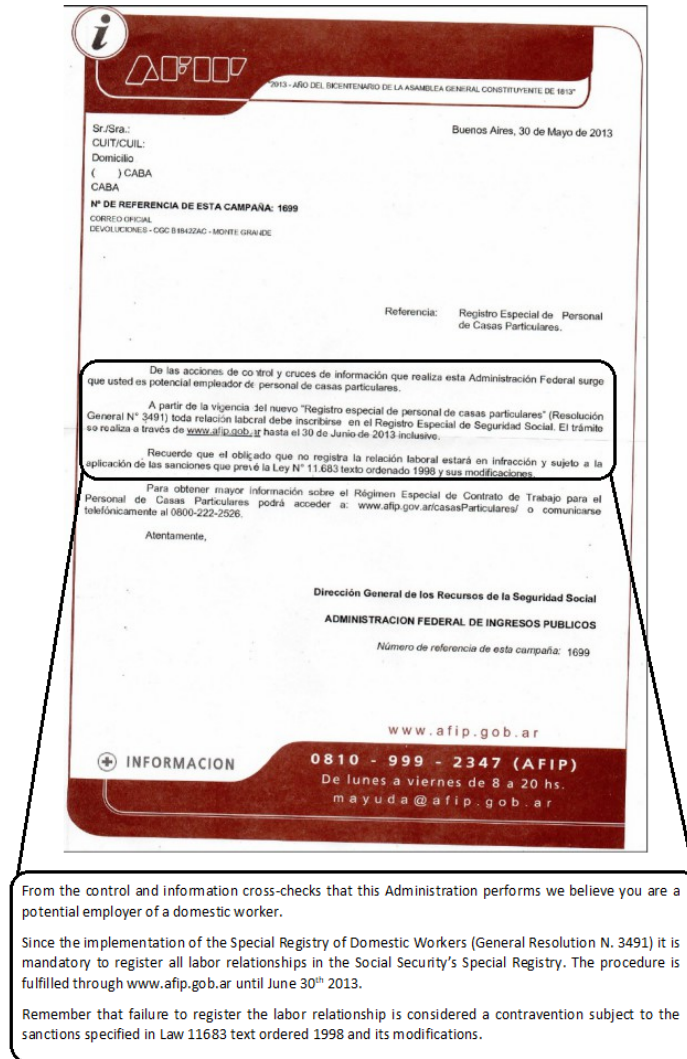 i
AFIP
"2013 - AÑO DEL BICENTENARIO DE LA ASAMBLEA GENERAL CONSTITUYENTE DE 1813"
Sr./Sra.:
Buenos Aires, 30 de Mayo de 2013
CUIT/CUIL:
Domicilio
( ) CABA
CABA
Nº DE REFERENCIA DE ESTA CAMPAÑA: 1699
CORREO OFICIAL
DEVOLUCIONES - CGC B1842ZAC - MONTE GRANDE
Referencia: Registro Especial de Personal
de Casas Particulares.
De las acciones de control y cruces de información que realiza esta Administración Federal surge
que usted es potencial empleador de personal de casas particulares.
A partir de la vigencia del nuevo "Registro especial de personal de casas particulares" (Resolución
General N° 3491) toda relación laboral debe inscribirse en el Registro Especial de Seguridad Social. El trámite
se realiza a través de www.afip.gob.ar hasta el 30 de Junio de 2013 inclusive.
Recuerde que el obligado que no registra la relación laboral estará en infracción y sujeto a la
aplicación de las sanciones que prevé la Ley N° 11.683 texto ordenado 1998 y sus modificaciones.
Para obtener mayor información sobre el Régimen Especial de Contrato de Trabajo para el
Personal de Casas Particulares podrá acceder a: www.afip.gov.ar/casasParticulares/ o comunicarse
telefónicamente al 0800-222-2526.
Atentamente,
Dirección General de los Recursos de la Seguridad Social
ADMINISTRACION FEDERAL DE INGRESOS PUBLICOS
Número de referencia de esta campaña: 1699
www.afip.gob.ar
INFORMACION
0810 - 999 - 2347 (AFIP)
De lunes a viernes de 8 a 20 hs.
mayuda@afip.gob.ar
From the control and information cross-checks that this Administration performs we believe you are a
potential employer of a domestic worker.
Since the implementation of the Special Registry of Domestic Workers (General Resolution N. 3491) it is
mandatory to register all labor relationships in the Social Security's Special Registry. The procedure is
fulfilled through www.afip.gob.ar until June 30th 2013.
Remember that failure to register the labor relationship is considered a contravention subject to the
sanctions specified in Law 11683 text ordered 1998 and its modifications.